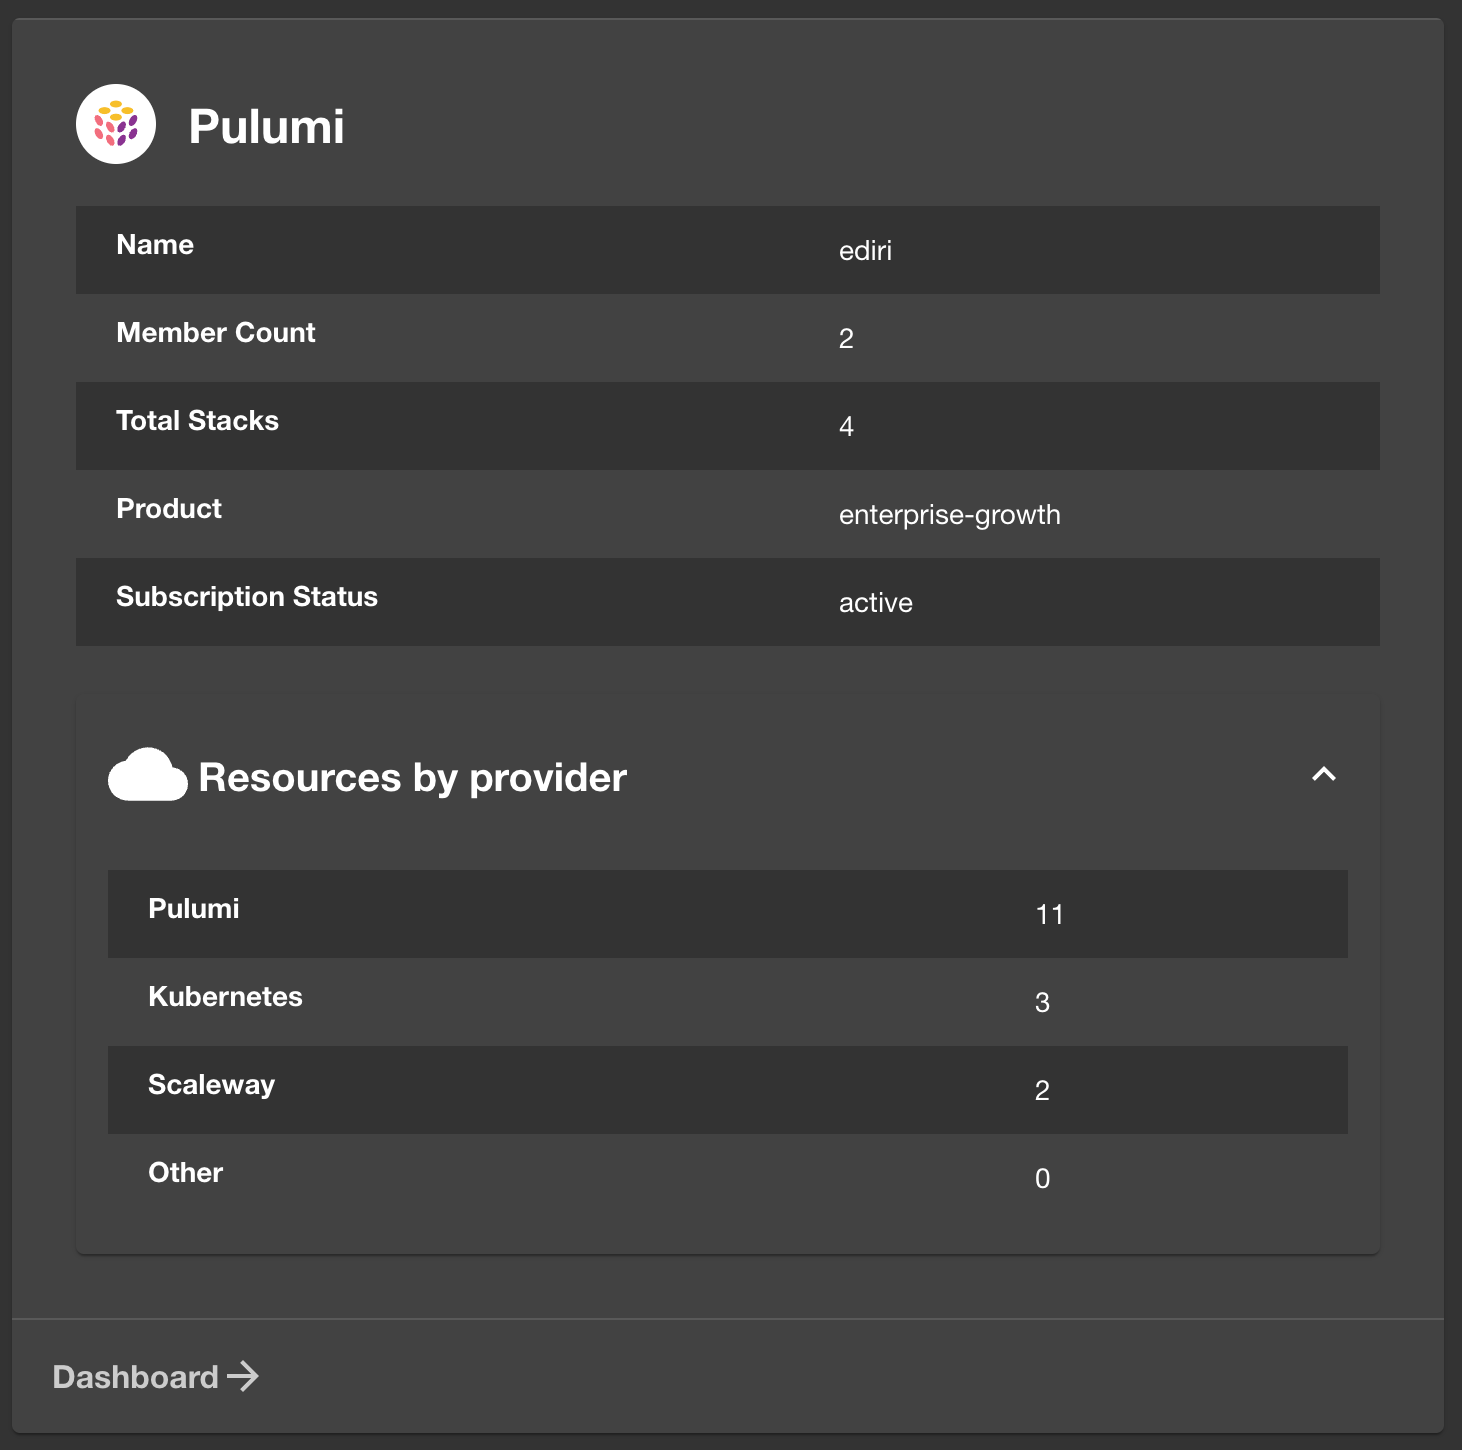 Pulumi
Name ediri
Member Count 2
Total Stacks 4
Product enterprise-growth
Subscription Status active
Resources by provider
Pulumi 11
Kubernetes 3
Scaleway 2
Other 0
Dashboard